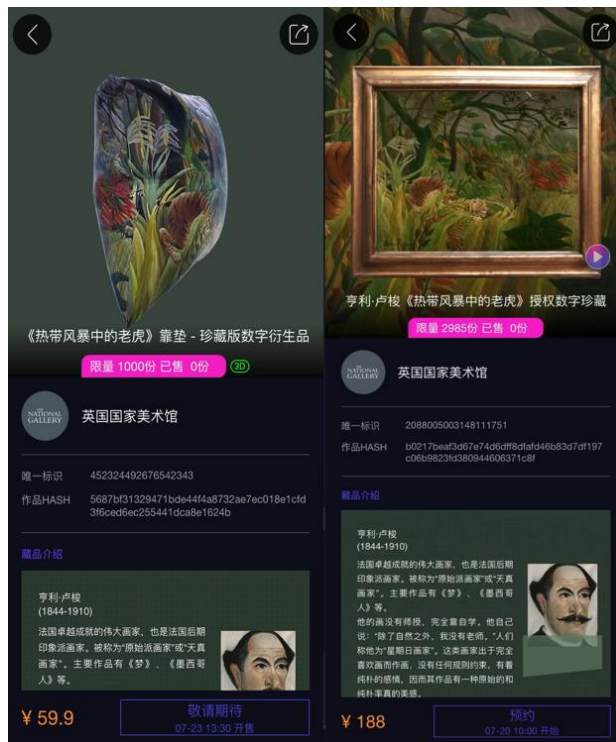 《热带风暴中的老虎》靠垫 - 珍藏版数字衍生品
限量 1000份 已售 0份
3D
THE
NATIONAL
GALLERY
英国国家美术馆
唯一标识 452324492676542343
作品HASH 5687bf31329471bde44f4a8732ae7ec018e1cfd
3f6ced6ec255441dca8e1624b
藏品介绍
亨利·卢梭
(1844-1910)
法国卓越成就的伟大画家，也是法国后期
印象派画家。被称为“原始派画家”或“天真
画家”。主要作品有《梦》、《墨西哥
人》等。
¥ 59.9
敬请期待
07-23 13:30 开售
亨利·卢梭《热带风暴中的老虎》授权数字珍藏
限量 2985份 已售 0份
THE
NATIONAL
GALLERY
英国国家美术馆
唯一标识 2088005003148111751
作品HASH b0217beaf3d67e74d6dff8dfafd46b83d7df197
c06b9823fd380944606371c8f
藏品介绍
亨利·卢梭
(1844-1910)
法国卓越成就的伟大画家，也是法国后期
印象派画家。被称为“原始派画家”或“天真
画家”。主要作品有《梦》、《墨西哥
人》等。
他的画没有师授，完全靠自学。他自己
说：“除了自然之外，我没有老师。”人们
称他为“星期日画家”。这类画家出于完全
喜欢画而作画，没有任何规则约束，有着
纯朴的感情，因而其作品有一种原始的和
纯朴率真的美感。
¥ 188
预约
07-20 10:00 开始